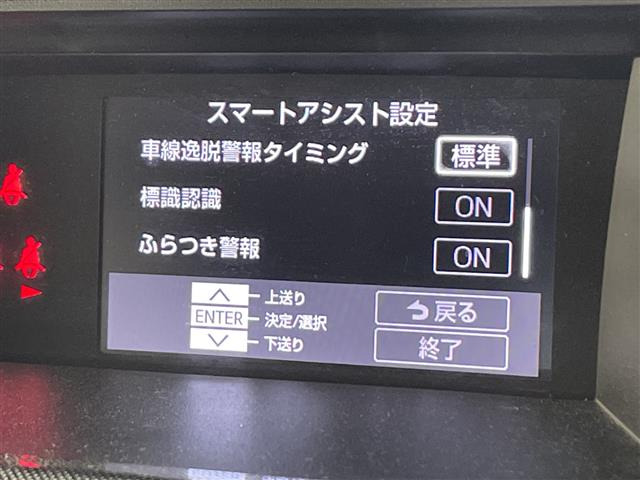 スマートアシスト設定
車線逸脱警報タイミング 標準
標識認識 ON
ふらつき警報 ON
上送り
ENTER 決定/選択
下送り
戻る
終了